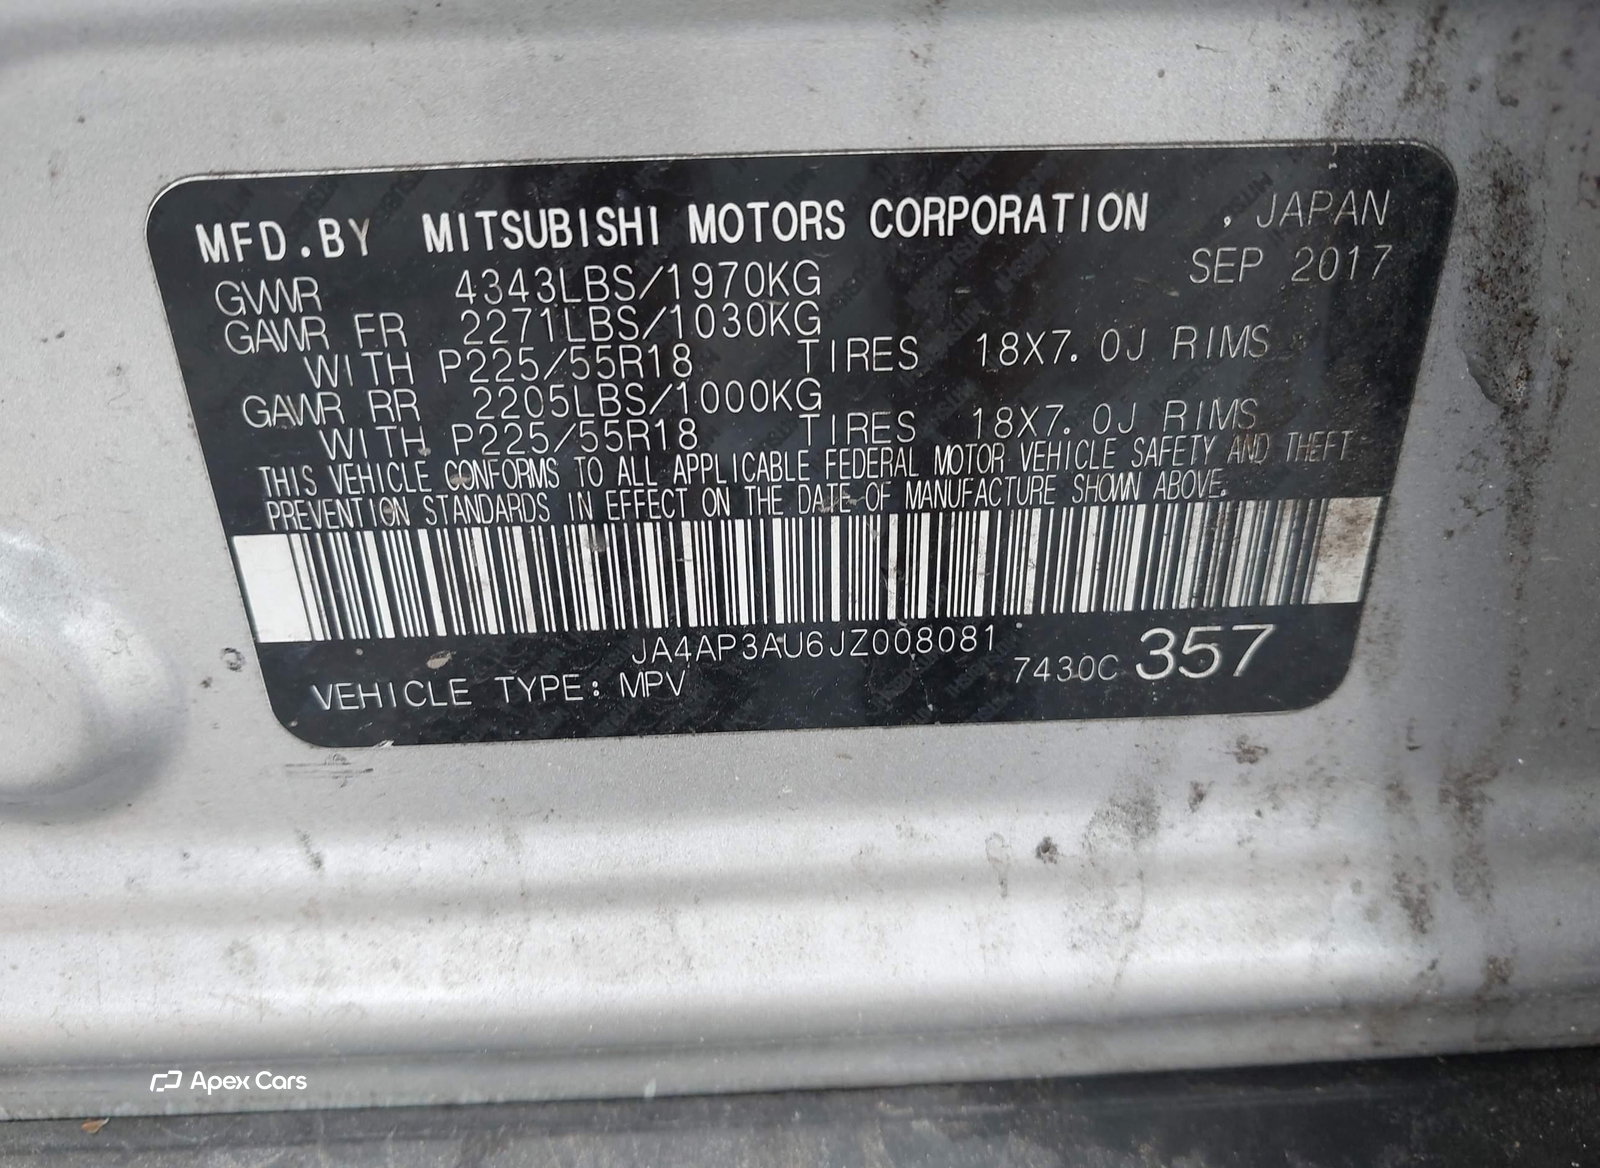 MFD.BY MITSUBISHI MOTORS CORPORATION , JAPAN
SEP 2017
GVWR 4343LBS/1970KG
GAWR FR 2271LBS/1030KG
WITH P225/55R18 TIRES 18X7.0J RIMS
GAWR RR 2205LBS/1000KG
WITH P225/55R18 TIRES 18X7.0J RIMS
THIS VEHICLE CONFORMS TO ALL APPLICABLE FEDERAL MOTOR VEHICLE SAFETY AND THEFT
PREVENTION STANDARDS IN EFFECT ON THE DATE OF MANUFACTURE SHOWN ABOVE.
JA4AP3AU6JZ008081
VEHICLE TYPE: MPV 7430C 357
Apex Cars